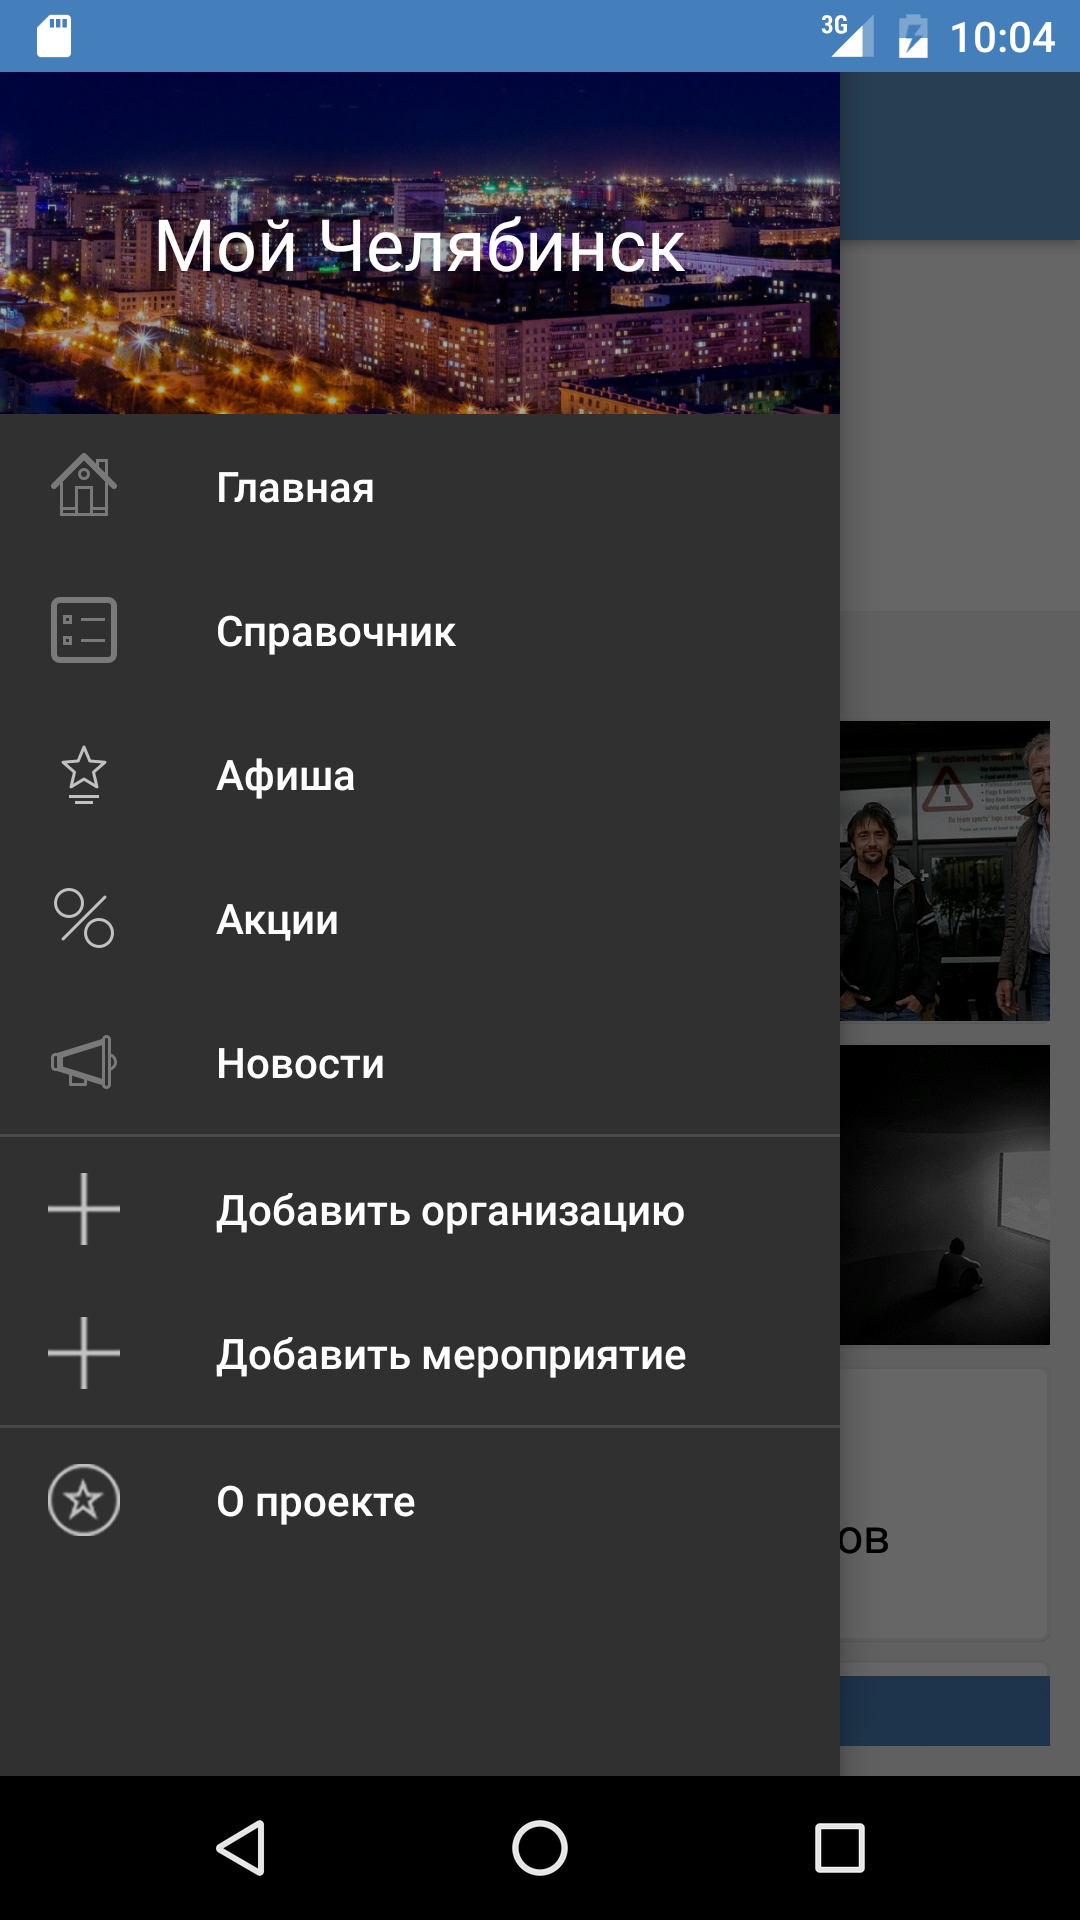 3G 10:04
Мой Челябинск
Главная
Справочник
Афиша
Акции
Новости
Добавить организацию
Добавить мероприятие
О проекте
ов